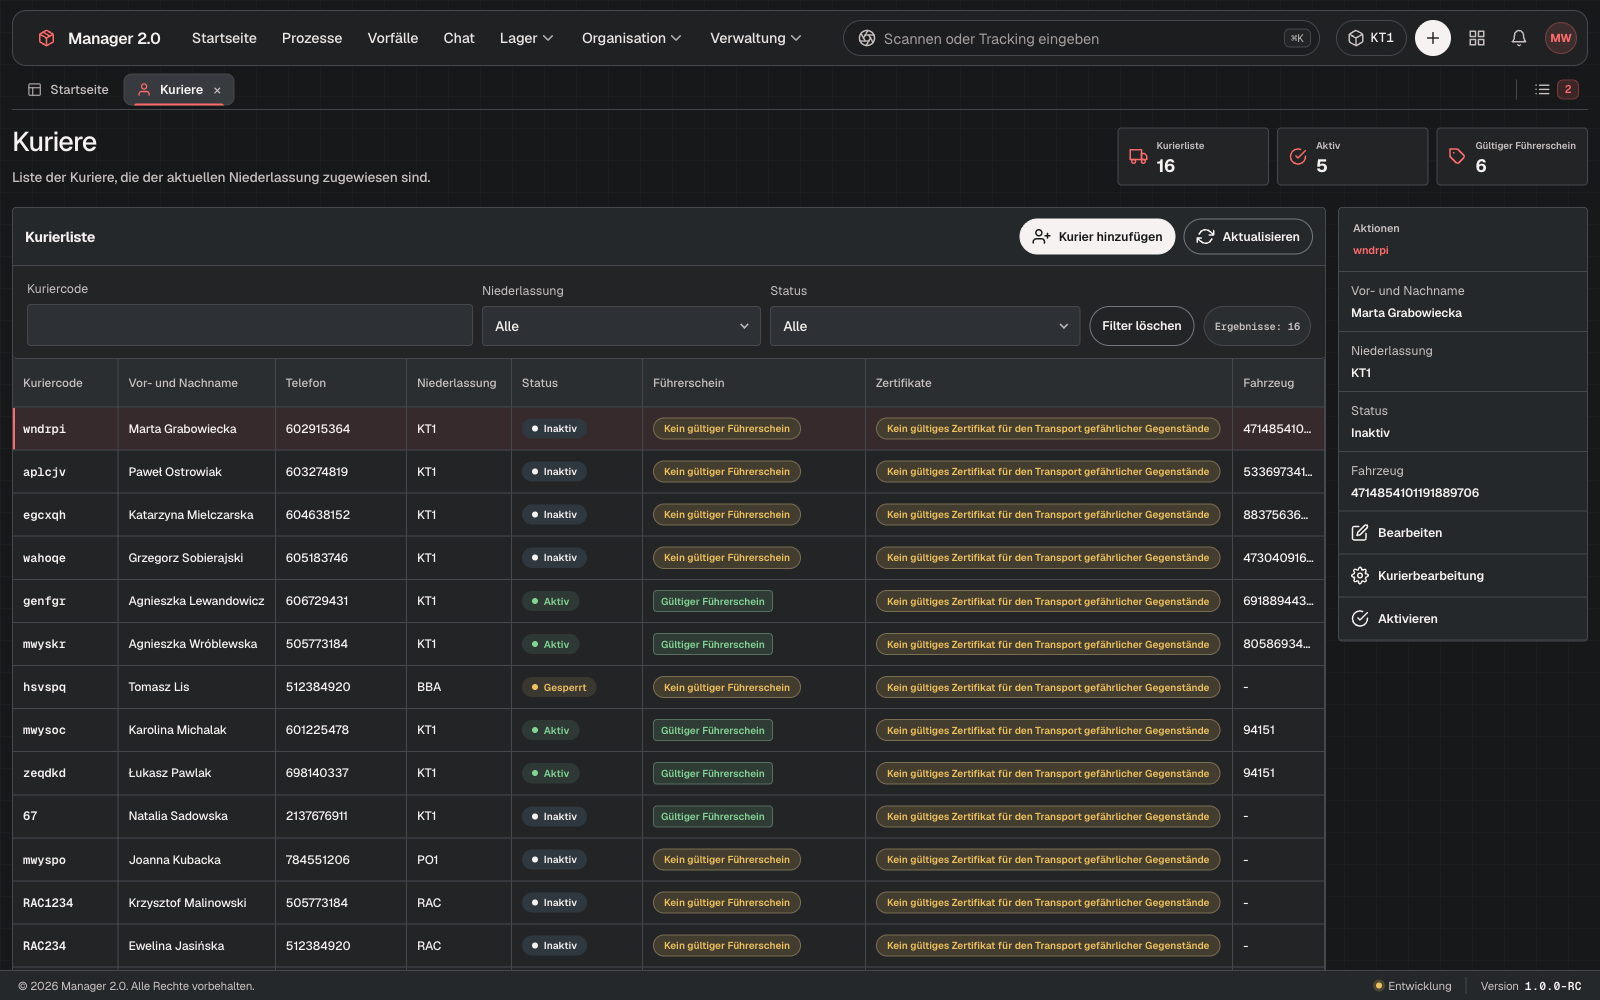 Manager 2.0 Startseite Prozesse Vorfälle Chat Lager Organisation Verwaltung Scannen oder Tracking eingeben ⌘K KT1 MW
Startseite Kuriere × 2
Kuriere
Liste der Kuriere, die der aktuellen Niederlassung zugewiesen sind.
Kurierliste 16
Aktiv 5
Gültiger Führerschein 6
Kurierliste Kurier hinzufügen Aktualisieren
Kuriercode Niederlassung Status
Alle Alle Filter löschen Ergebnisse: 16
Kuriercode Vor- und Nachname Telefon Niederlassung Status Führerschein Zertifikate Fahrzeug
wndrpi Marta Grabowiecka 602915364 KT1 Inaktiv Kein gültiger Führerschein Kein gültiges Zertifikat für den Transport gefährlicher Gegenstände 471485410...
aplcjv Paweł Ostrowiak 603274819 KT1 Inaktiv Kein gültiger Führerschein Kein gültiges Zertifikat für den Transport gefährlicher Gegenstände 533697341...
egcxqh Katarzyna Mielczarska 604638152 KT1 Inaktiv Kein gültiger Führerschein Kein gültiges Zertifikat für den Transport gefährlicher Gegenstände 88375636...
wahoqe Grzegorz Sobierajski 605183746 KT1 Inaktiv Kein gültiger Führerschein Kein gültiges Zertifikat für den Transport gefährlicher Gegenstände 473040916...
genfgr Agnieszka Lewandowicz 606729431 KT1 Aktiv Gültiger Führerschein Kein gültiges Zertifikat für den Transport gefährlicher Gegenstände 691889443...
mwyskr Agnieszka Wróblewska 505773184 KT1 Aktiv Gültiger Führerschein Kein gültiges Zertifikat für den Transport gefährlicher Gegenstände 80586934...
hsvspq Tomasz Lis 512384920 BBA Gesperrt Kein gültiger Führerschein Kein gültiges Zertifikat für den Transport gefährlicher Gegenstände -
mwysoc Karolina Michalak 601225478 KT1 Aktiv Gültiger Führerschein Kein gültiges Zertifikat für den Transport gefährlicher Gegenstände 94151
zeqdkd Łukasz Pawlak 698140337 KT1 Aktiv Gültiger Führerschein Kein gültiges Zertifikat für den Transport gefährlicher Gegenstände 94151
67 Natalia Sadowska 2137676911 KT1 Inaktiv Gültiger Führerschein Kein gültiges Zertifikat für den Transport gefährlicher Gegenstände -
mwyspo Joanna Kubacka 784551206 PO1 Inaktiv Kein gültiger Führerschein Kein gültiges Zertifikat für den Transport gefährlicher Gegenstände -
RAC1234 Krzysztof Malinowski 505773184 RAC Inaktiv Kein gültiger Führerschein Kein gültiges Zertifikat für den Transport gefährlicher Gegenstände -
RAC234 Ewelina Jasińska 512384920 RAC Inaktiv Kein gültiger Führerschein Kein gültiges Zertifikat für den Transport gefährlicher Gegenstände -
Aktionen
wndrpi
Vor- und Nachname
Marta Grabowiecka
Niederlassung
KT1
Status
Inaktiv
Fahrzeug
4714854101191889706
Bearbeiten
Kurierbearbeitung
Aktivieren
© 2026 Manager 2.0. Alle Rechte vorbehalten. Entwicklung Version 1.0.0-RC